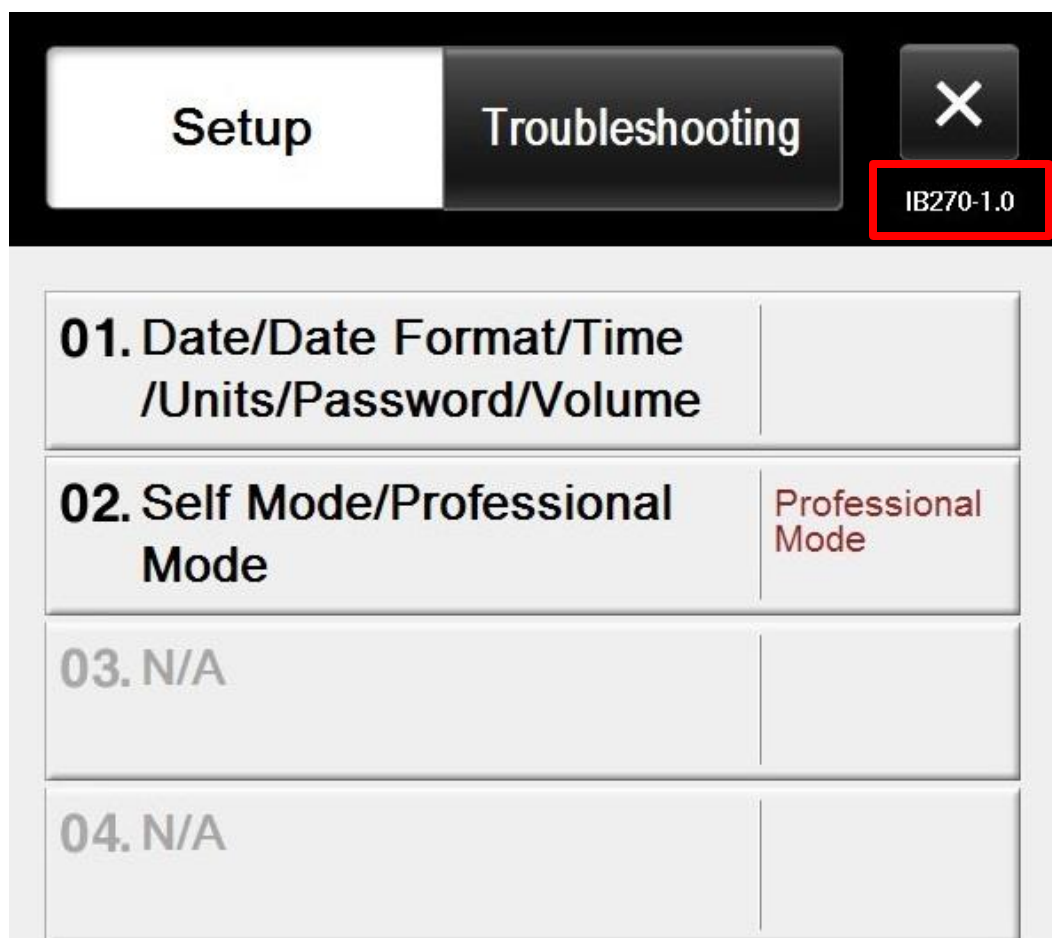 Setup
Troubleshooting
IB270-1.0
01. Date/Date Format/Time
/Units/Password/Volume
02. Self Mode/Professional
Mode
Professional
Mode
03. N/A
04. N/A